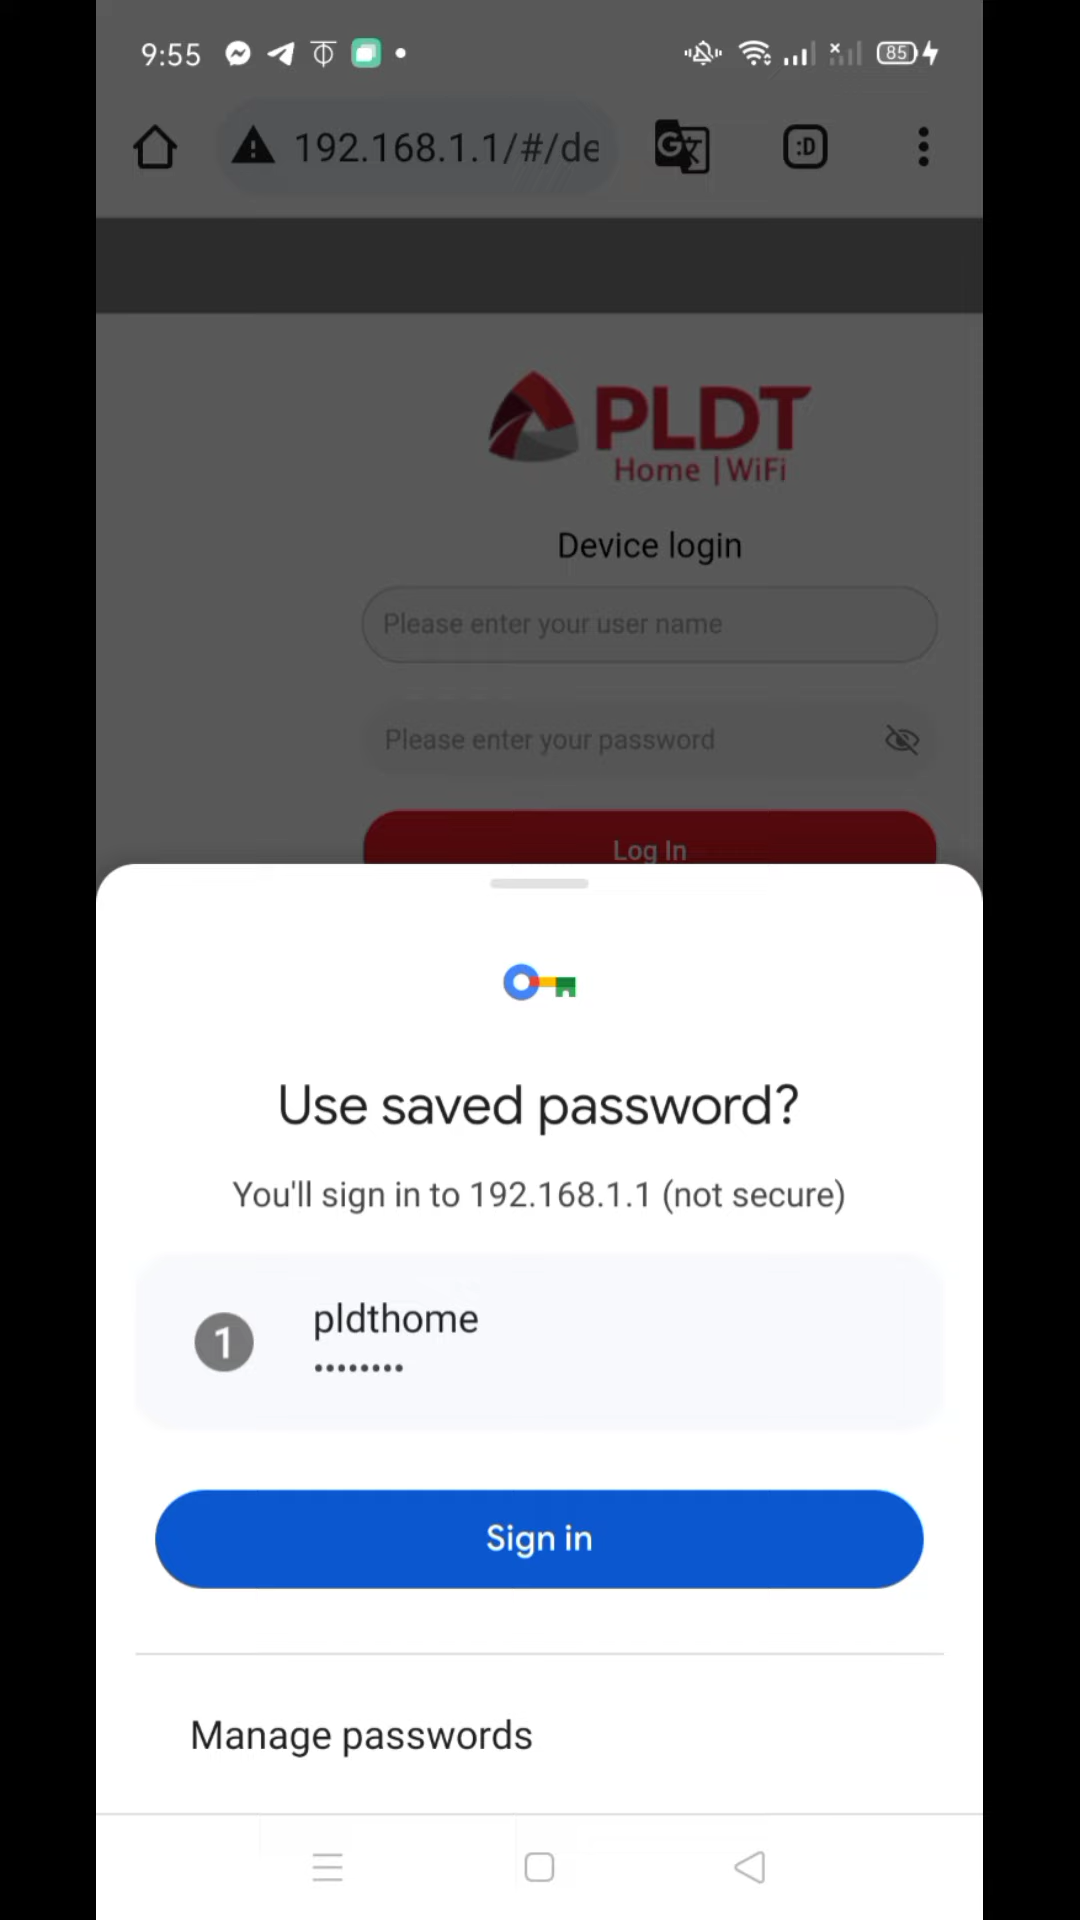 9:55
85
192.168.1.1/#/de
:D
PLDT
Home | WiFi
Device login
Please enter your user name
Please enter your password
Log In
Use saved password?
You'll sign in to 192.168.1.1 (not secure)
1
pldthome
••••••••
Sign in
Manage passwords